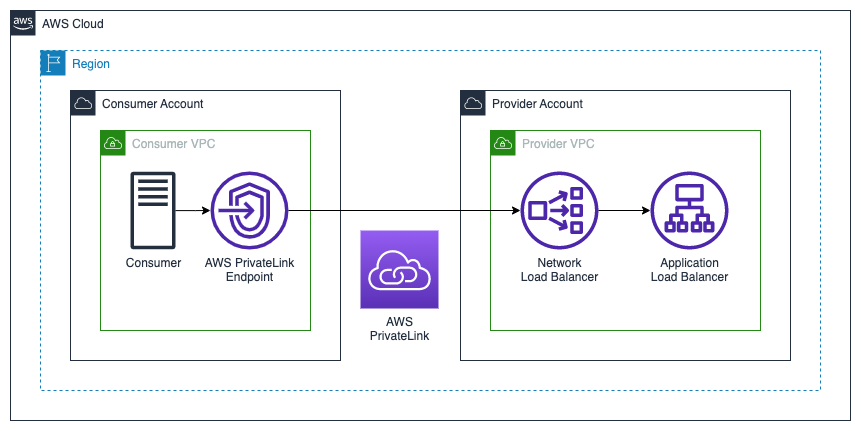 aws
AWS Cloud
Region
Consumer Account
Provider Account
Consumer VPC
Provider VPC
Consumer
AWS PrivateLink
Endpoint
Network
Load Balancer
Application
Load Balancer
AWS
PrivateLink